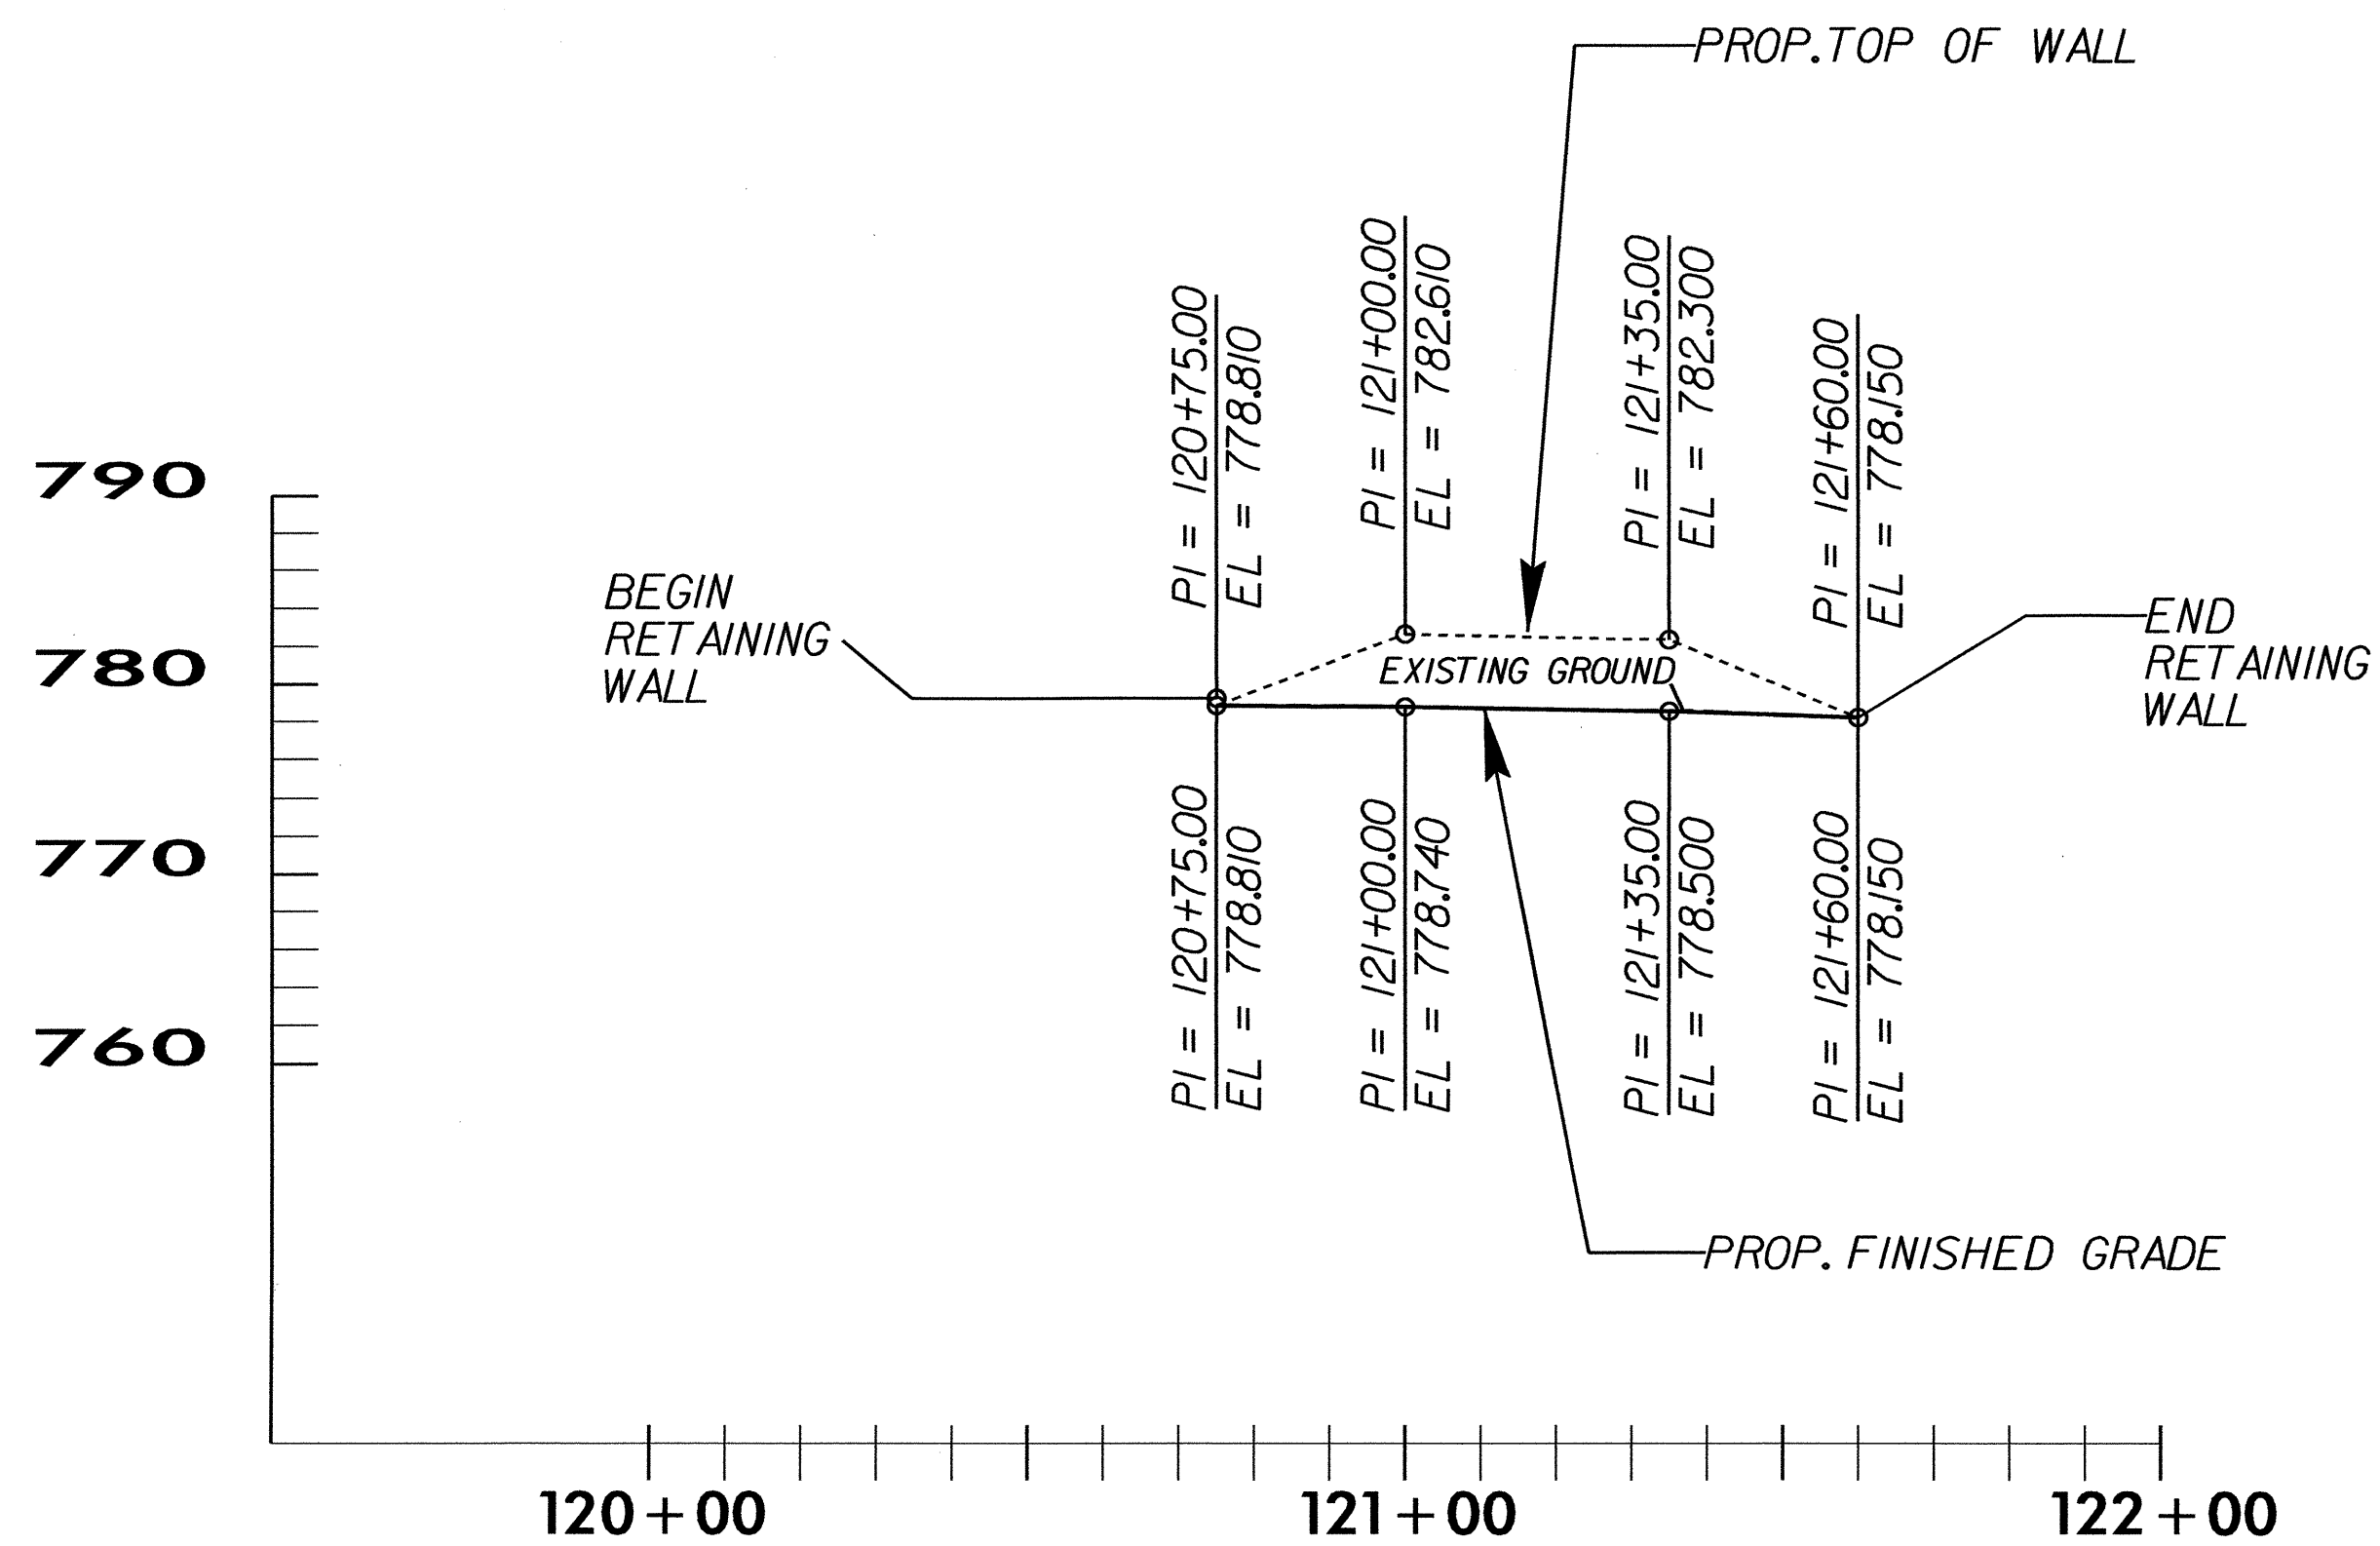 PROP. TOP OF WALL
PI = 120+75.00
EL = 778.810
PI = 121+00.00
EL = 782.610
PI = 121+35.00
EL = 782.300
PI = 121+60.00
EL = 778.150
790
780
770
760
BEGIN
RETAINING
WALL
EXISTING GROUND
END
RETAINING
WALL
PI = 120+75.00
EL = 778.810
PI = 121+00.00
EL = 778.740
PI = 121+35.00
EL = 778.500
PI = 121+60.00
EL = 778.150
PROP. FINISHED GRADE
120+00
121+00
122+00